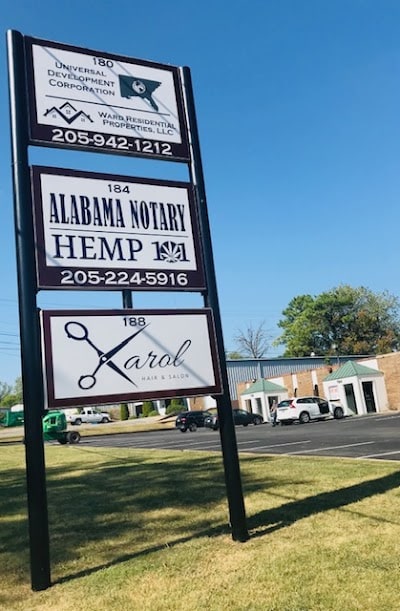 180
UNIVERSAL
DEVELOPMENT
CORPORATION
WARD RESIDENTIAL
PROPERTIES, LLC
205-942-1212
184
ALABAMA NOTARY
HEMP 101
205-224-5916
188
Karol
HAIR & SALON